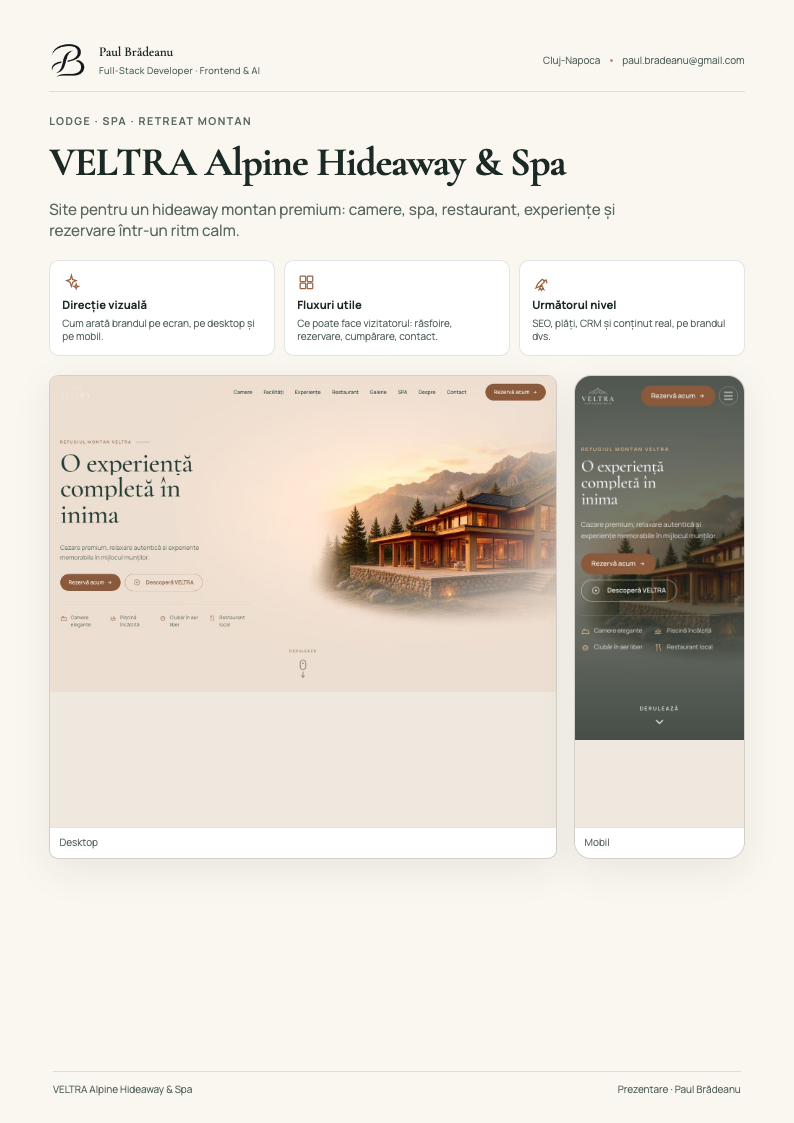 Paul Brădeanu
Full-Stack Developer · Frontend & AI
Cluj-Napoca • paul.bradeanu@gmail.com
LODGE · SPA · RETREAT MONTAN
VELTRA Alpine Hideaway & Spa
Site pentru un hideaway montan premium: camere, spa, restaurant, experiențe și
rezervare într-un ritm calm.
Direcție vizuală
Cum arată brandul pe ecran, pe desktop și
pe mobil.
Fluxuri utile
Ce poate face vizitatorul: răsfoire,
rezervare, cumpărare, contact.
Următorul nivel
SEO, plăți, CRM și conținut real, pe brandul
dvs.
Camere Facilități Experiențe Restaurant Galerie SPA Despre Contact Rezervă acum →
REFUGIUL MONTAN VELTRA
O experiență
completă în
inima
Cazare premium, relaxare autentică și experiențe
memorabile în mijlocul munților.
Rezervă acum → Descoperă VELTRA
Camere
elegante
Piscină
încălzită
Ciubăr în aer
liber
Restaurant
local
DERULEAZĂ
Desktop
VELTRA
Rezervă acum →
REFUGIUL MONTAN VELTRA
O experiență
completă în
inima
Cazare premium, relaxare autentică și
experiențe memorabile în mijlocul munților.
Rezervă acum →
Descoperă VELTRA
Camere elegante Piscină încălzită
Ciubăr în aer liber Restaurant local
DERULEAZĂ
Mobil
VELTRA Alpine Hideaway & Spa
Prezentare · Paul Brădeanu